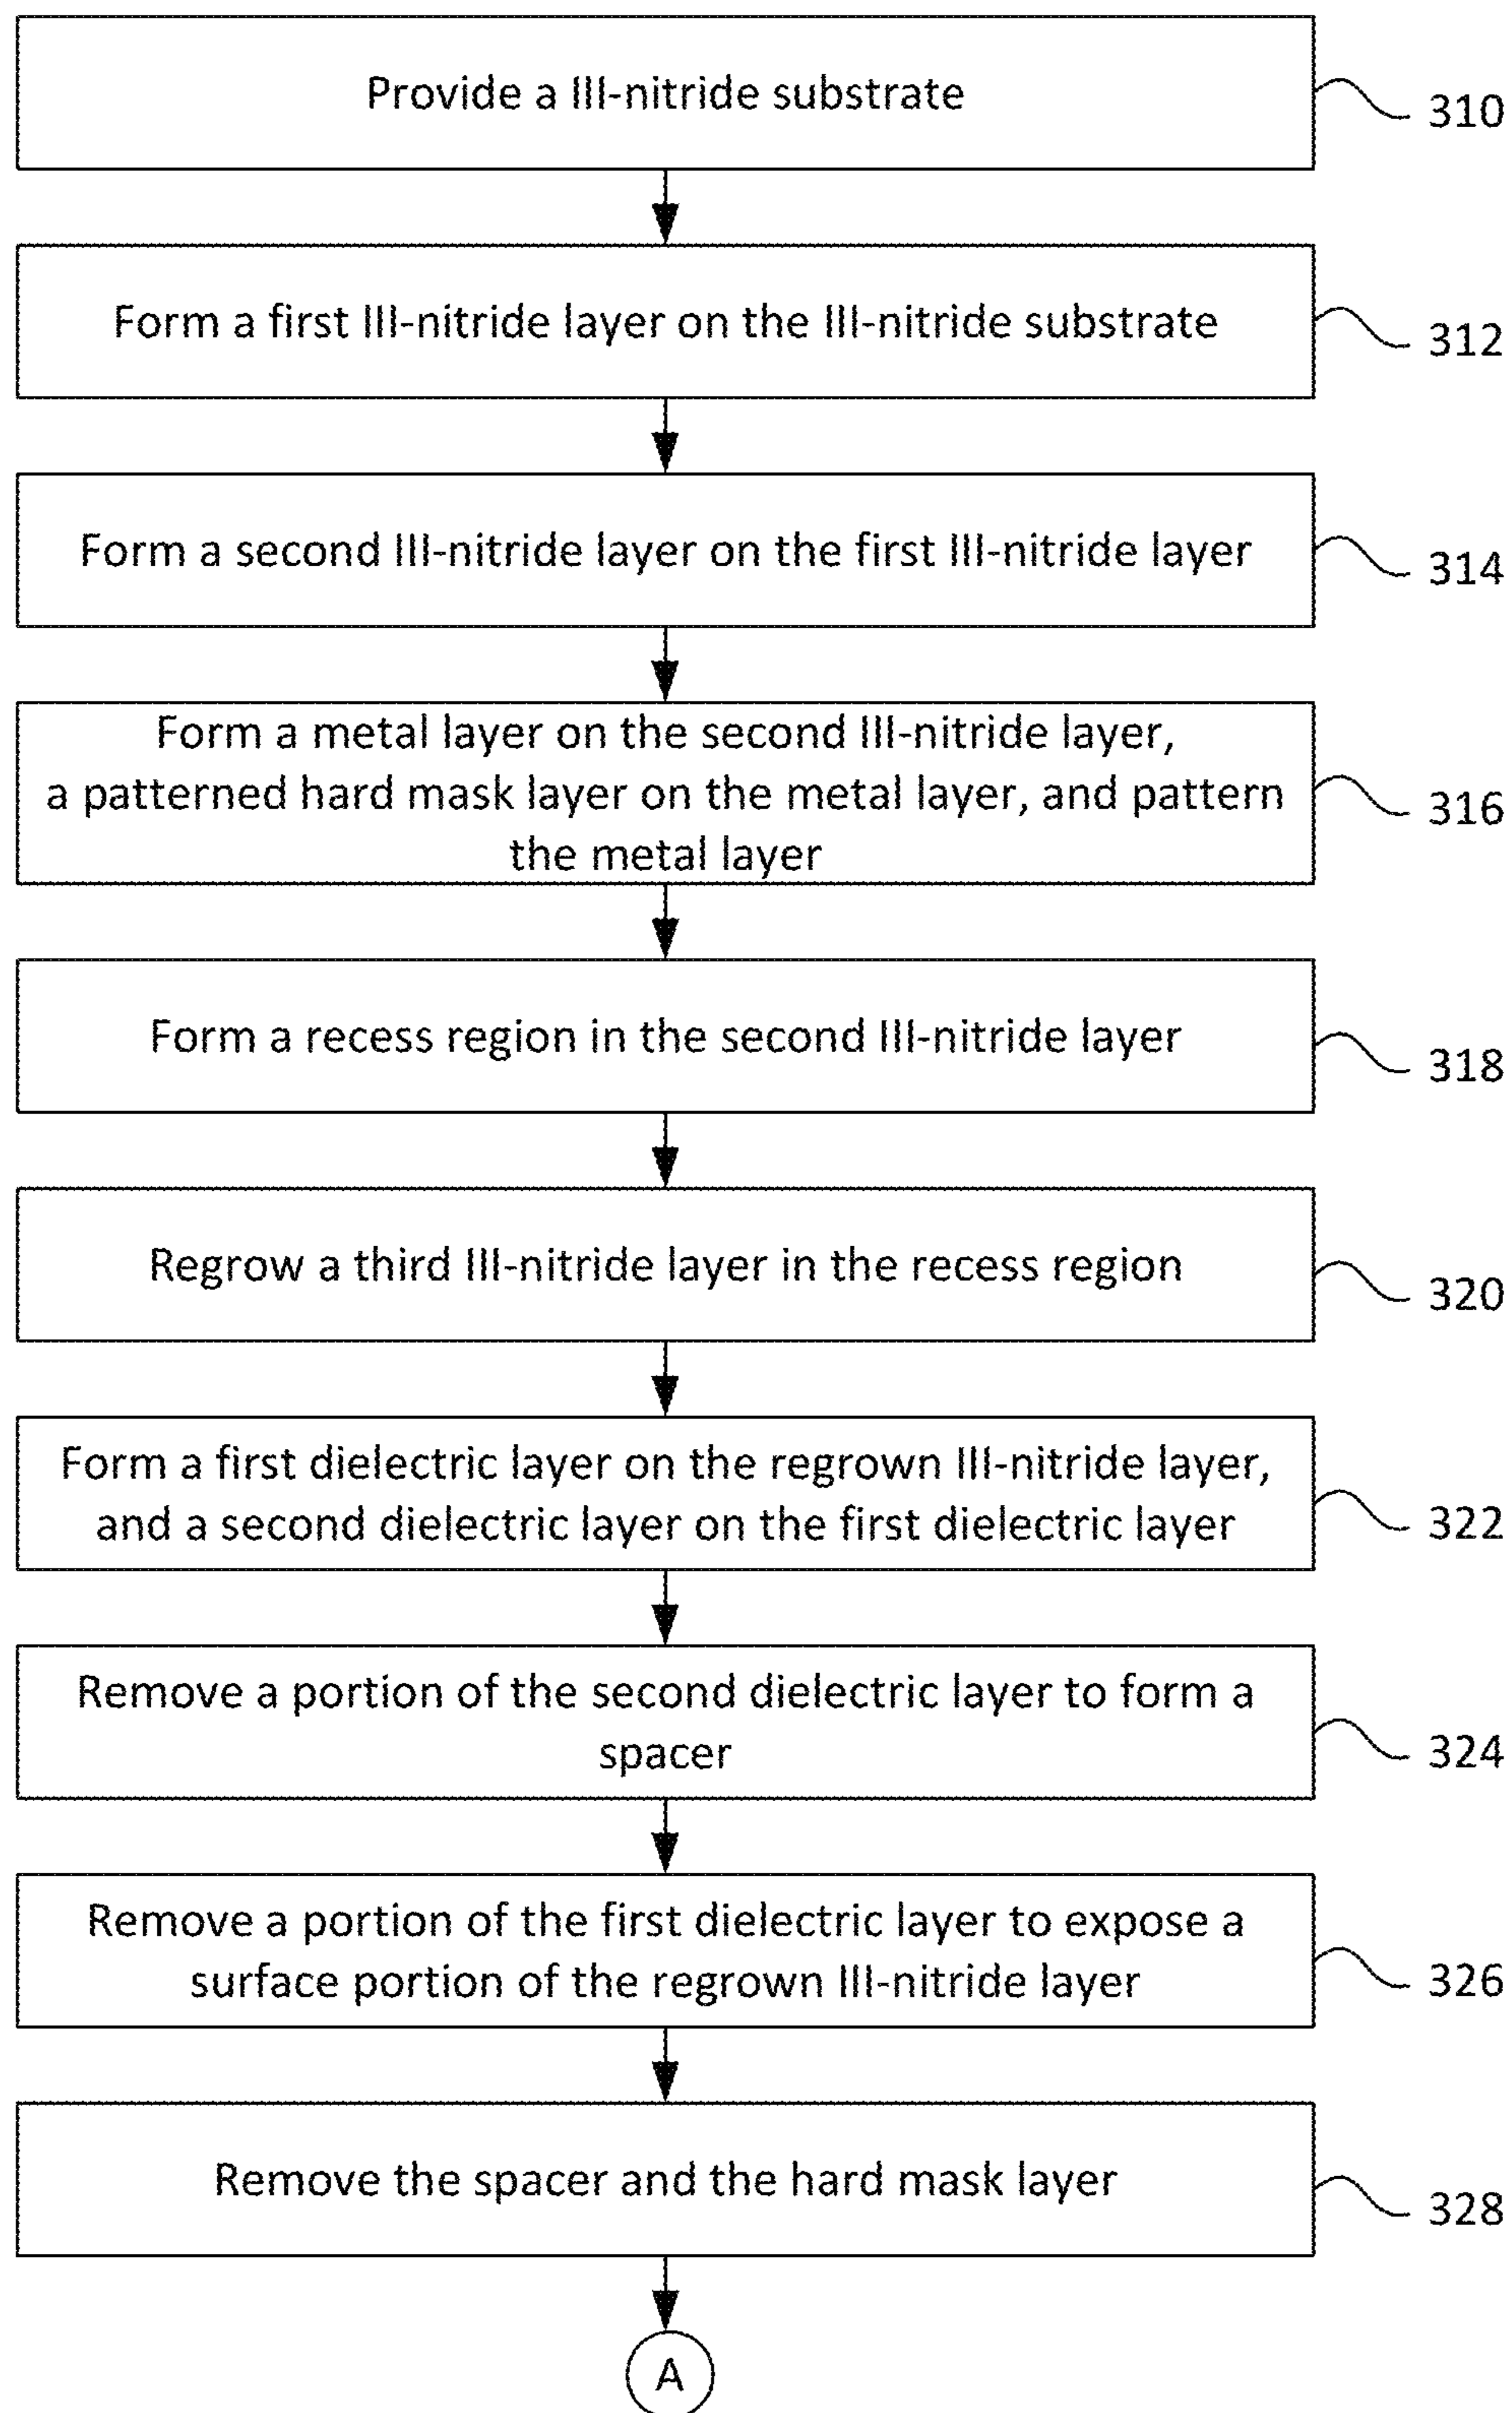 Provide a III-nitride substrate
310
Form a first III-nitride layer on the III-nitride substrate
312
Form a second III-nitride layer on the first III-nitride layer
314
Form a metal layer on the second III-nitride layer,
a patterned hard mask layer on the metal layer, and pattern
the metal layer
316
Form a recess region in the second III-nitride layer
318
Regrow a third III-nitride layer in the recess region
320
Form a first dielectric layer on the regrown III-nitride layer,
and a second dielectric layer on the first dielectric layer
322
Remove a portion of the second dielectric layer to form a
spacer
324
Remove a portion of the first dielectric layer to expose a
surface portion of the regrown III-nitride layer
326
Remove the spacer and the hard mask layer
328
A